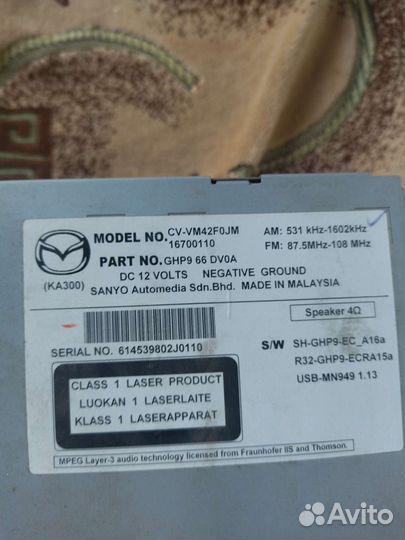 MODEL NO. CV-VM42F0JM
16700110
AM: 531 kHz-1602kHz
FM: 87.5MHz-108 MHz
PART NO. GHP9 66 DV0A
(KA300)
DC 12 VOLTS NEGATIVE GROUND
SANYO Automedia Sdn.Bhd. MADE IN MALAYSIA
Speaker 4Ω
SERIAL NO. 614539802J0110
S/W SH-GHP9-EC_A16a
R32-GHP9-ECRA15a
USB-MN949 1.13
CLASS 1 LASER PRODUCT
LUOKAN 1 LASERLAITE
KLASS 1 LASERAPPARAT
MPEG Layer-3 audio technology licensed from Fraunhofer IIS and Thomson.
Avito